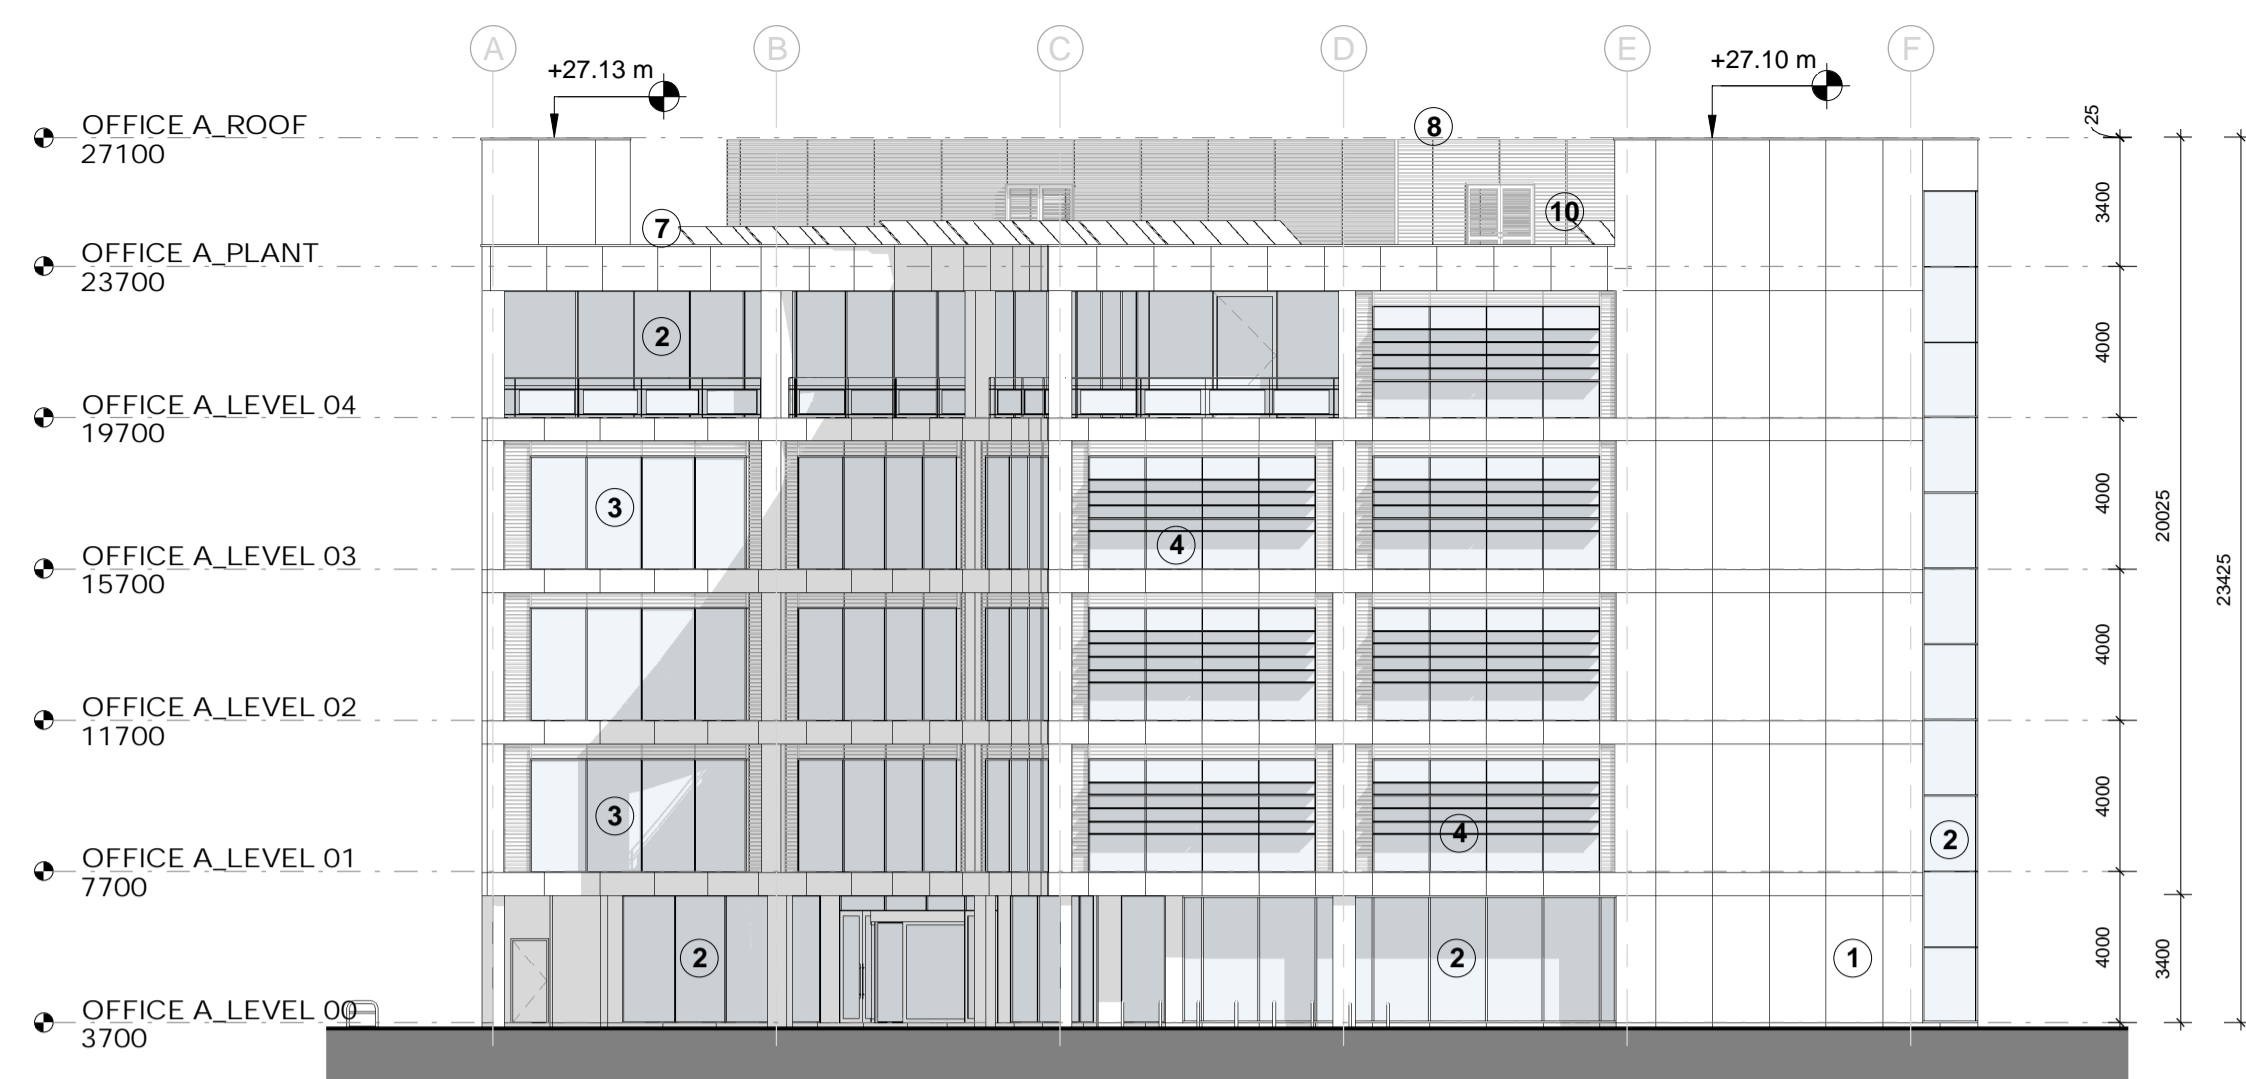 A
B
C
D
E
F
+27.13 m
+27.10 m
8
OFFICE A_ROOF
27100
25
10
3400
7
OFFICE A_PLANT
23700
2
4000
OFFICE A_LEVEL 04
19700
3
4000
4
20025
OFFICE A_LEVEL 03
15700
23425
4000
OFFICE A_LEVEL 02
11700
3
4
2
4000
OFFICE A_LEVEL 01
7700
2
2
1
4000
3400
OFFICE A_LEVEL 00
3700